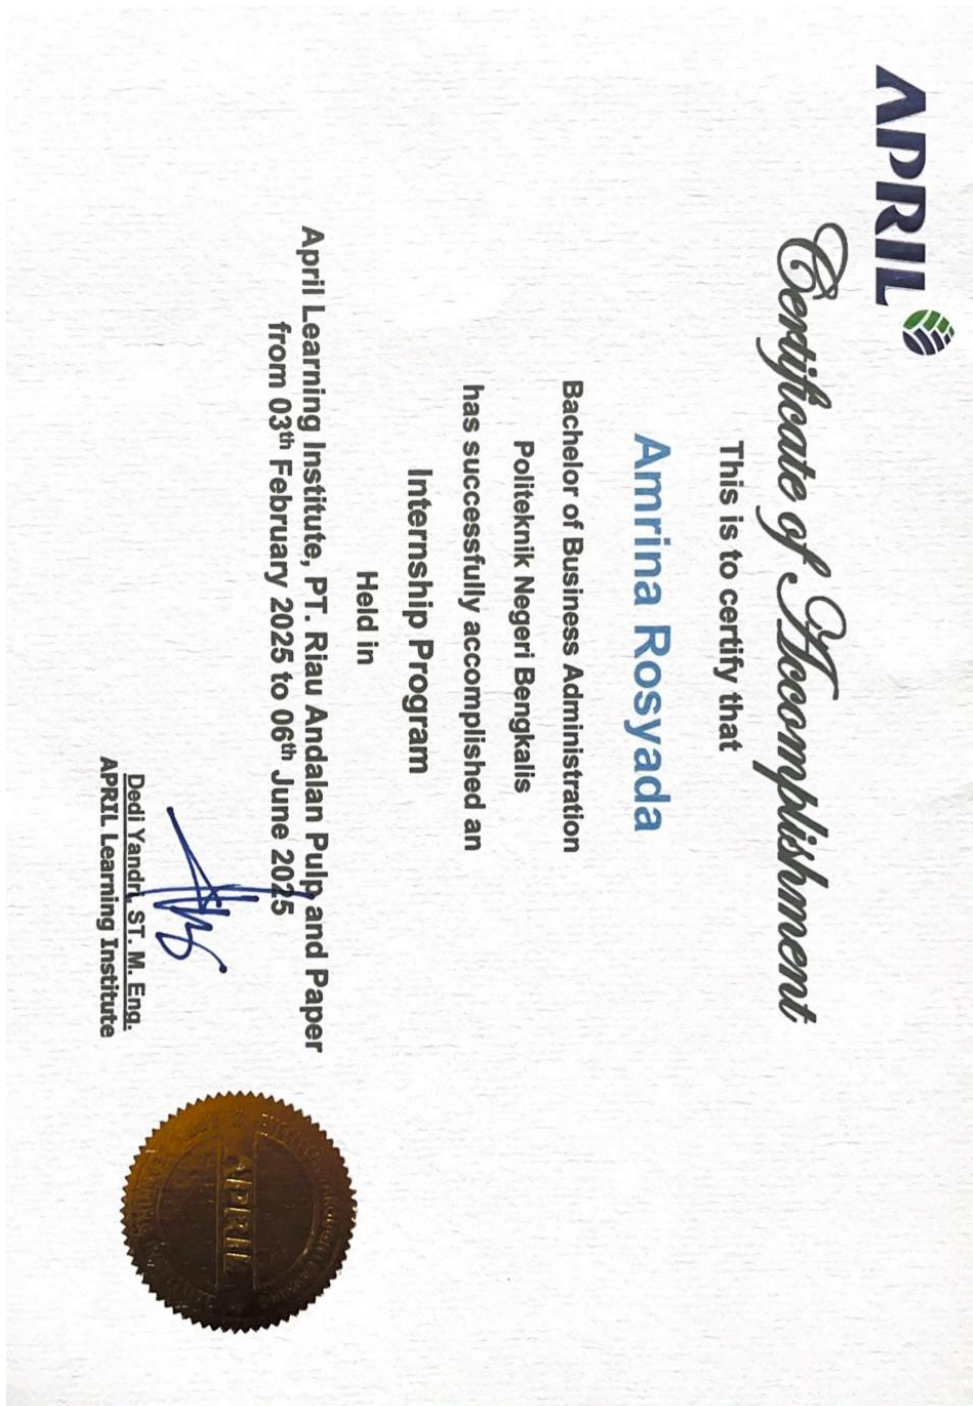 APRIL
Certificate of Accomplishment
This is to certify that
Amrina Rosyada
Bachelor of Business Administration
Politeknik Negeri Bengkalis
has successfully accomplished an
Internship Program
Held in
April Learning Institute, PT. Riau Andalan Pulp and Paper
from 03th February 2025 to 06th June 2025
Dedi Yandri, ST. M. Eng.
APRIL Learning Institute
APRIL